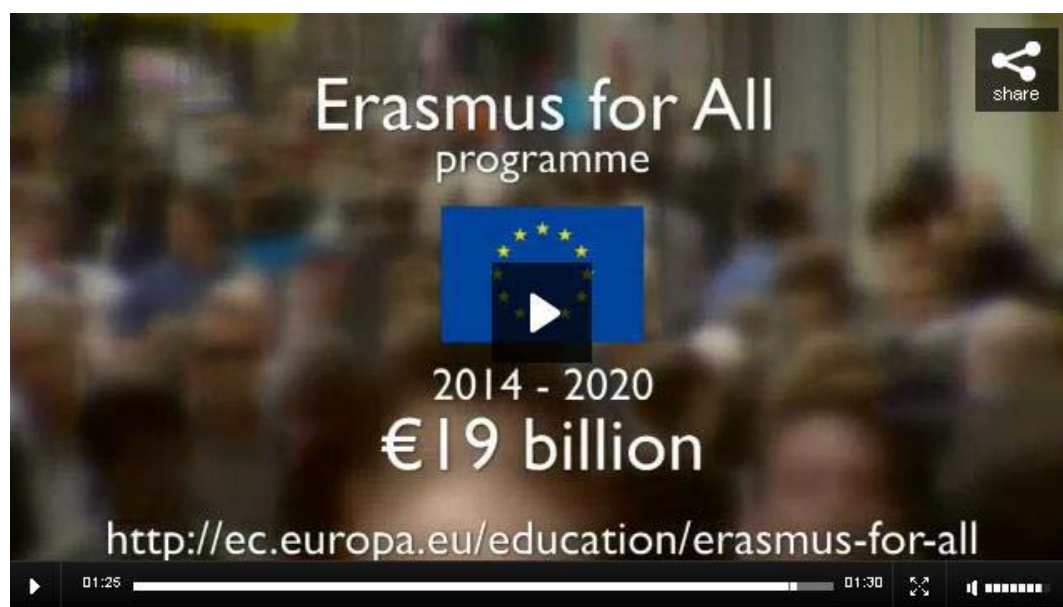 share
Erasmus for All
programme
2014 - 2020
€19 billion
http://ec.europa.eu/education/erasmus-for-all
01:25
01:30